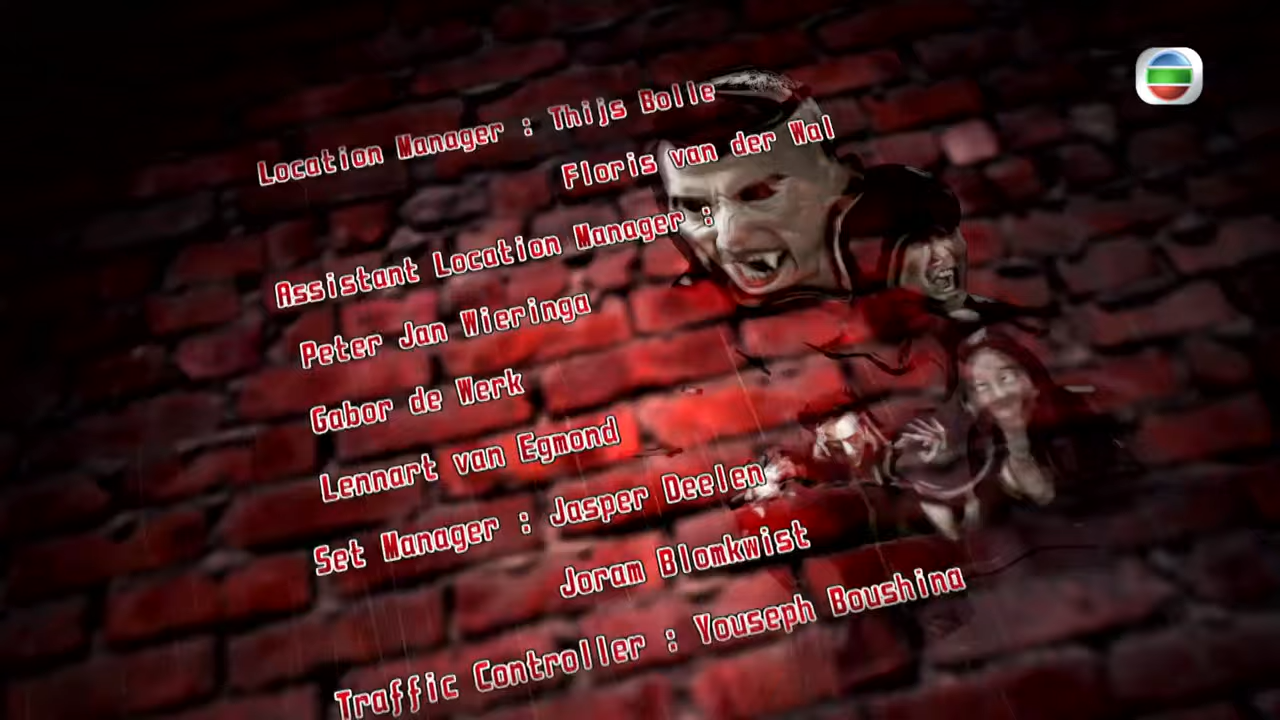 Location Manager : Thijs Bolle
Floris van der Wal
Assistant Location Manager :
Peter Jan Wieringa
Gabor de Werk
Lennart van Egmond
Set Manager : Jasper Deelen
Joram Blomkwist
Traffic Controller : Youseph Boushina